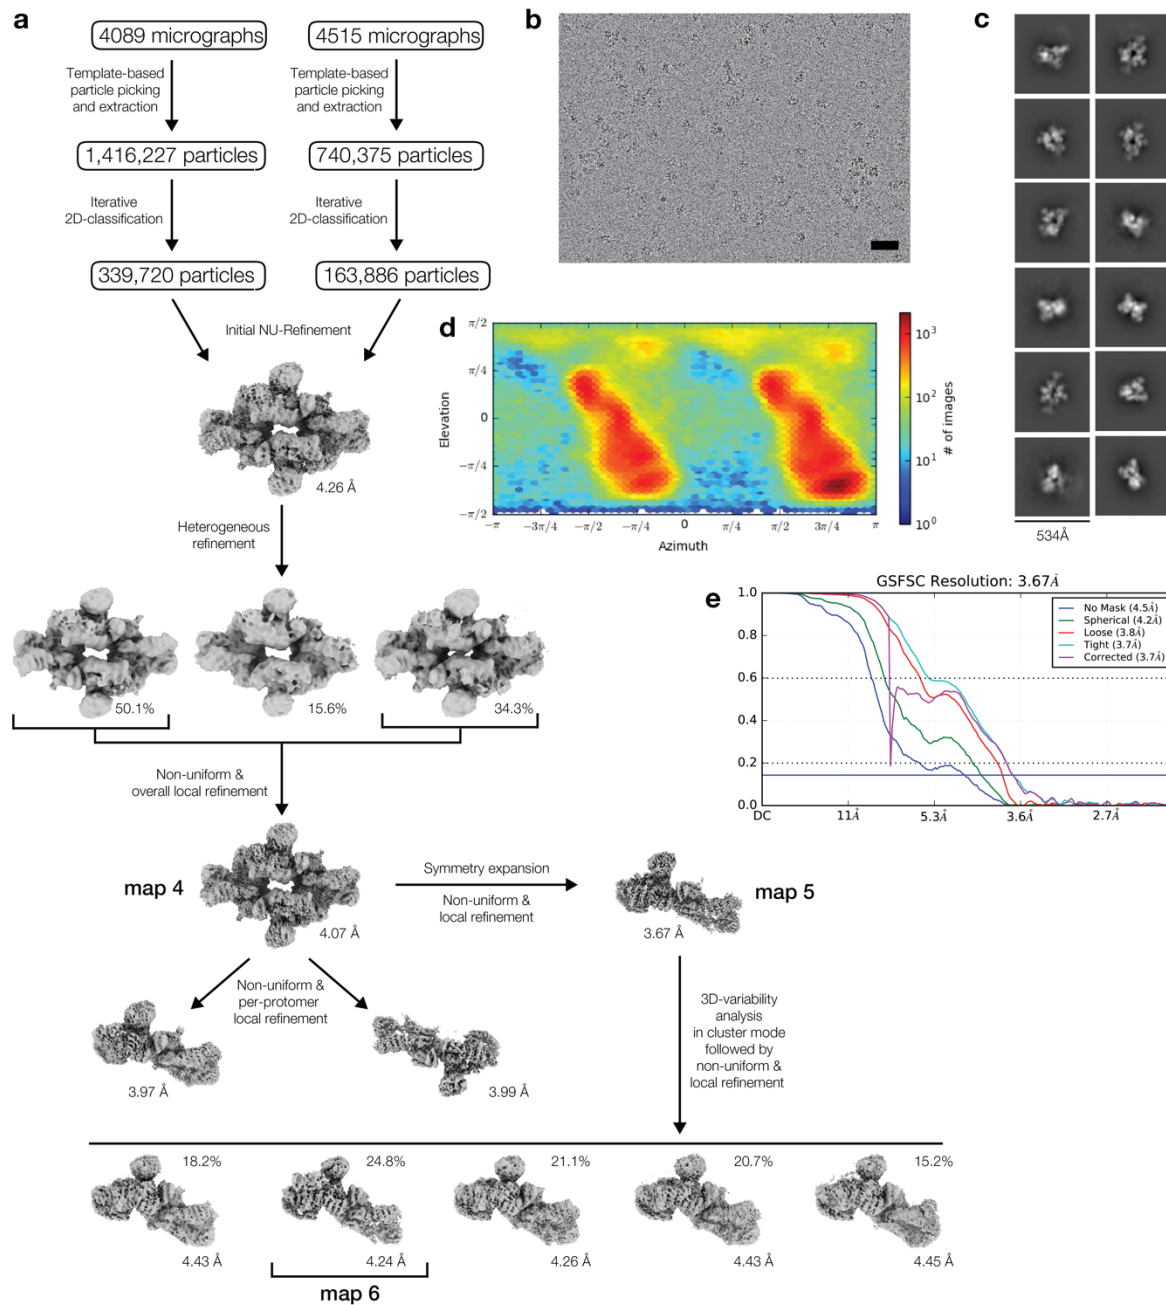 a
4089 micrographs
4515 micrographs
Template-based
particle picking
and extraction
Template-based
particle picking
and extraction
1,416,227 particles
740,375 particles
Iterative
2D-classification
Iterative
2D-classification
339,720 particles
163,886 particles
Initial NU-Refinement
4.26 Å
Heterogeneous
refinement
50.1%
15.6%
34.3%
Non-uniform &
overall local refinement
map 4
4.07 Å
Symmetry expansion
Non-uniform &
local refinement
map 5
3.67 Å
Non-uniform &
per-protomer
local refinement
3.97 Å
3.99 Å
3D-variability
analysis
in cluster mode
followed by
non-uniform &
local refinement
18.2%
24.8%
21.1%
20.7%
15.2%
4.43 Å
4.24 Å
4.26 Å
4.43 Å
4.45 Å
map 6
b
c
534Å
d
π/2
π/4
0
−π/4
−π/2
Elevation
−π
−3π/4
−π/2
−π/4
0
π/4
π/2
3π/4
π
Azimuth
10³
10²
10¹
10⁰
# of images
e
GSFSC Resolution: 3.67Å
1.0
0.8
0.6
0.4
0.2
0.0
DC
11Å
5.3Å
3.6Å
2.7Å
No Mask (4.5Å)
Spherical (4.2Å)
Loose (3.8Å)
Tight (3.7Å)
Corrected (3.7Å)